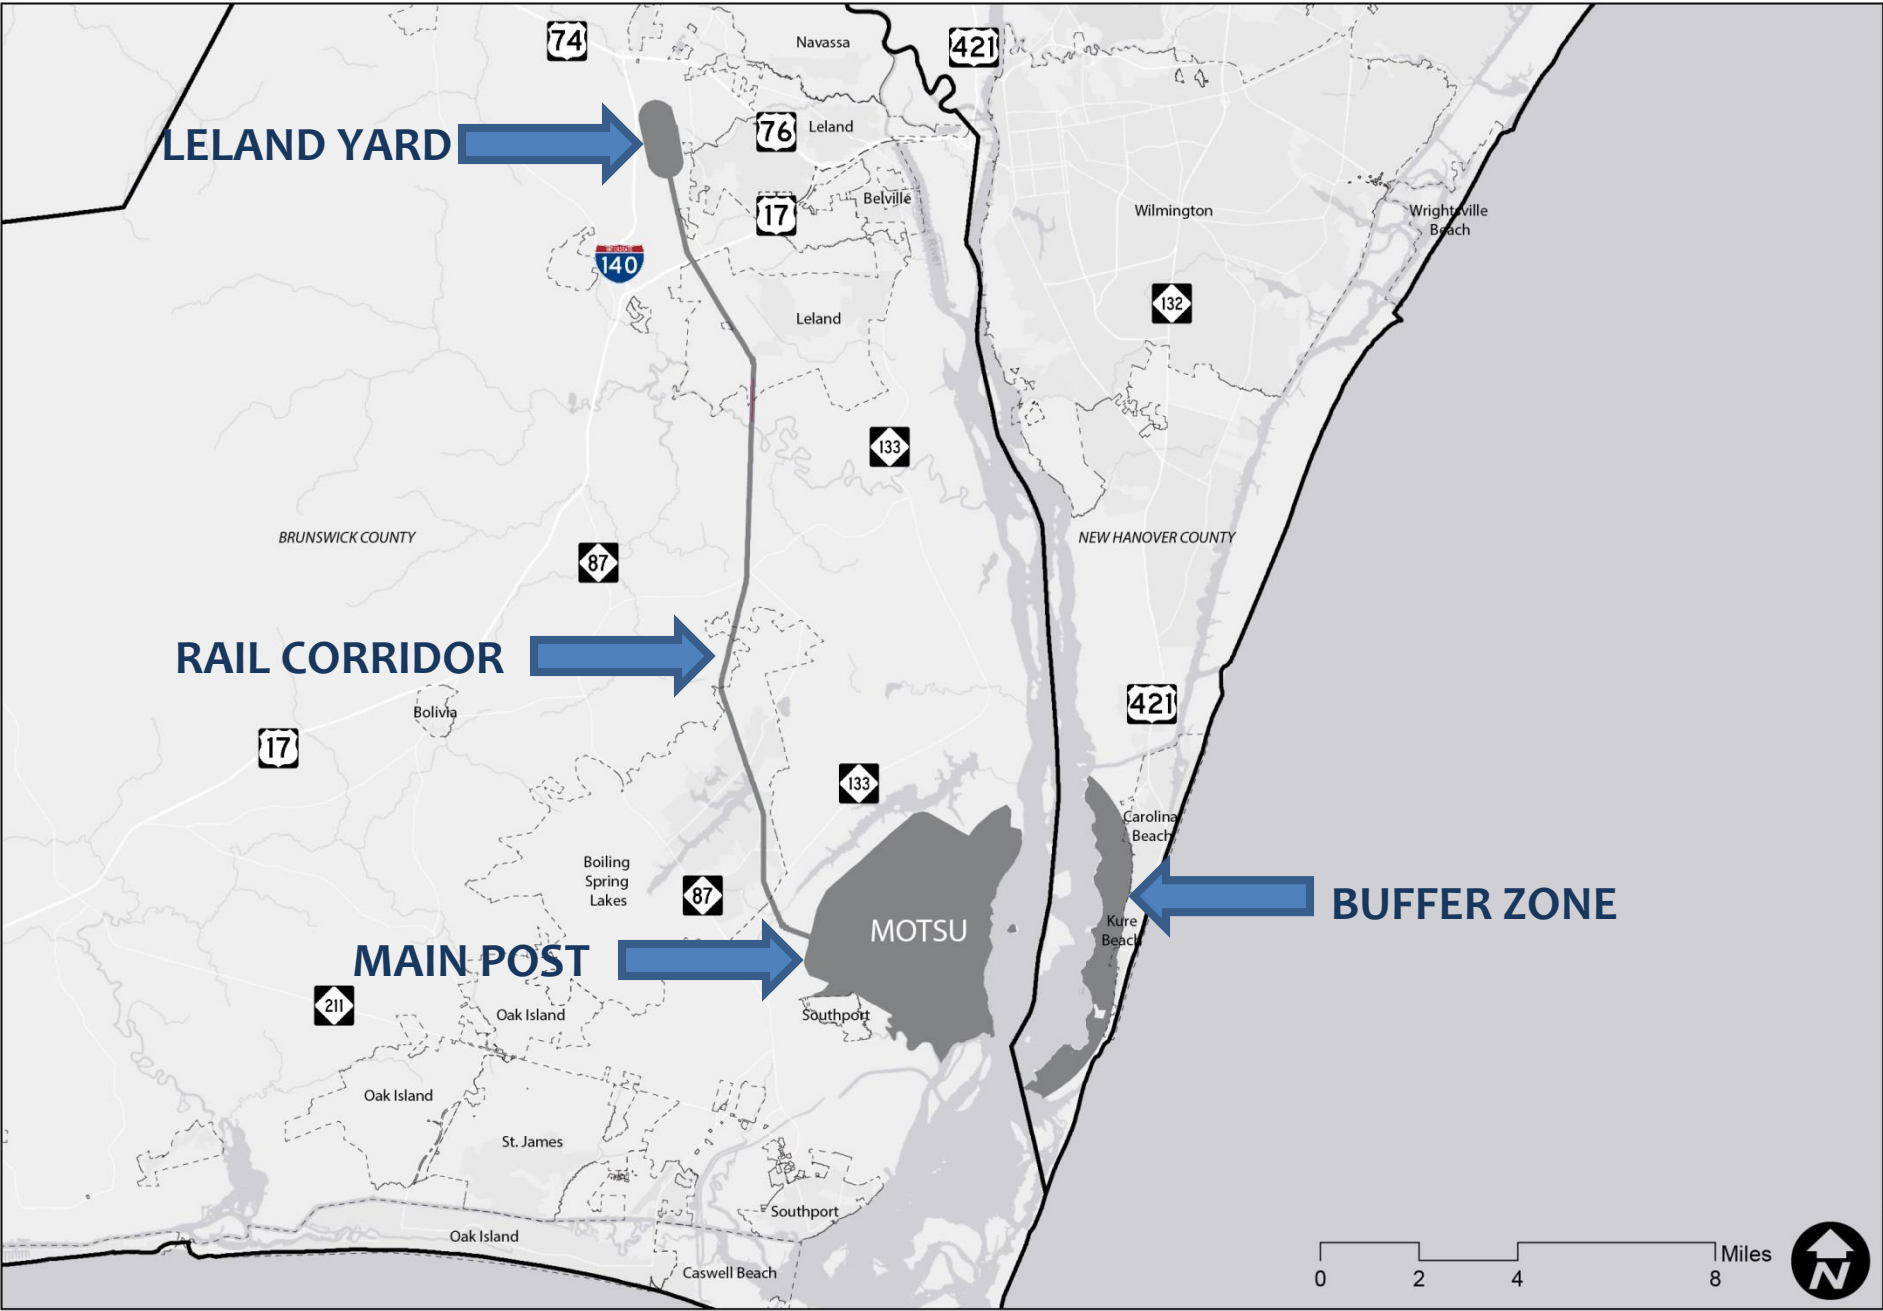 74
Navassa
421
LELAND YARD
76
Leland
17
Belville
Wilmington
Wrightsville
Beach
INTERSTATE
140
132
Leland
133
BRUNSWICK COUNTY
NEW HANOVER COUNTY
87
RAIL CORRIDOR
Bolivia
421
17
133
Carolina
Beach
Boiling
Spring
Lakes
87
BUFFER ZONE
MOTSU
Kure
Beach
MAIN POST
211
Oak Island
Southport
Oak Island
St. James
Southport
Oak Island
Caswell Beach
Miles
0 2 4 8
N